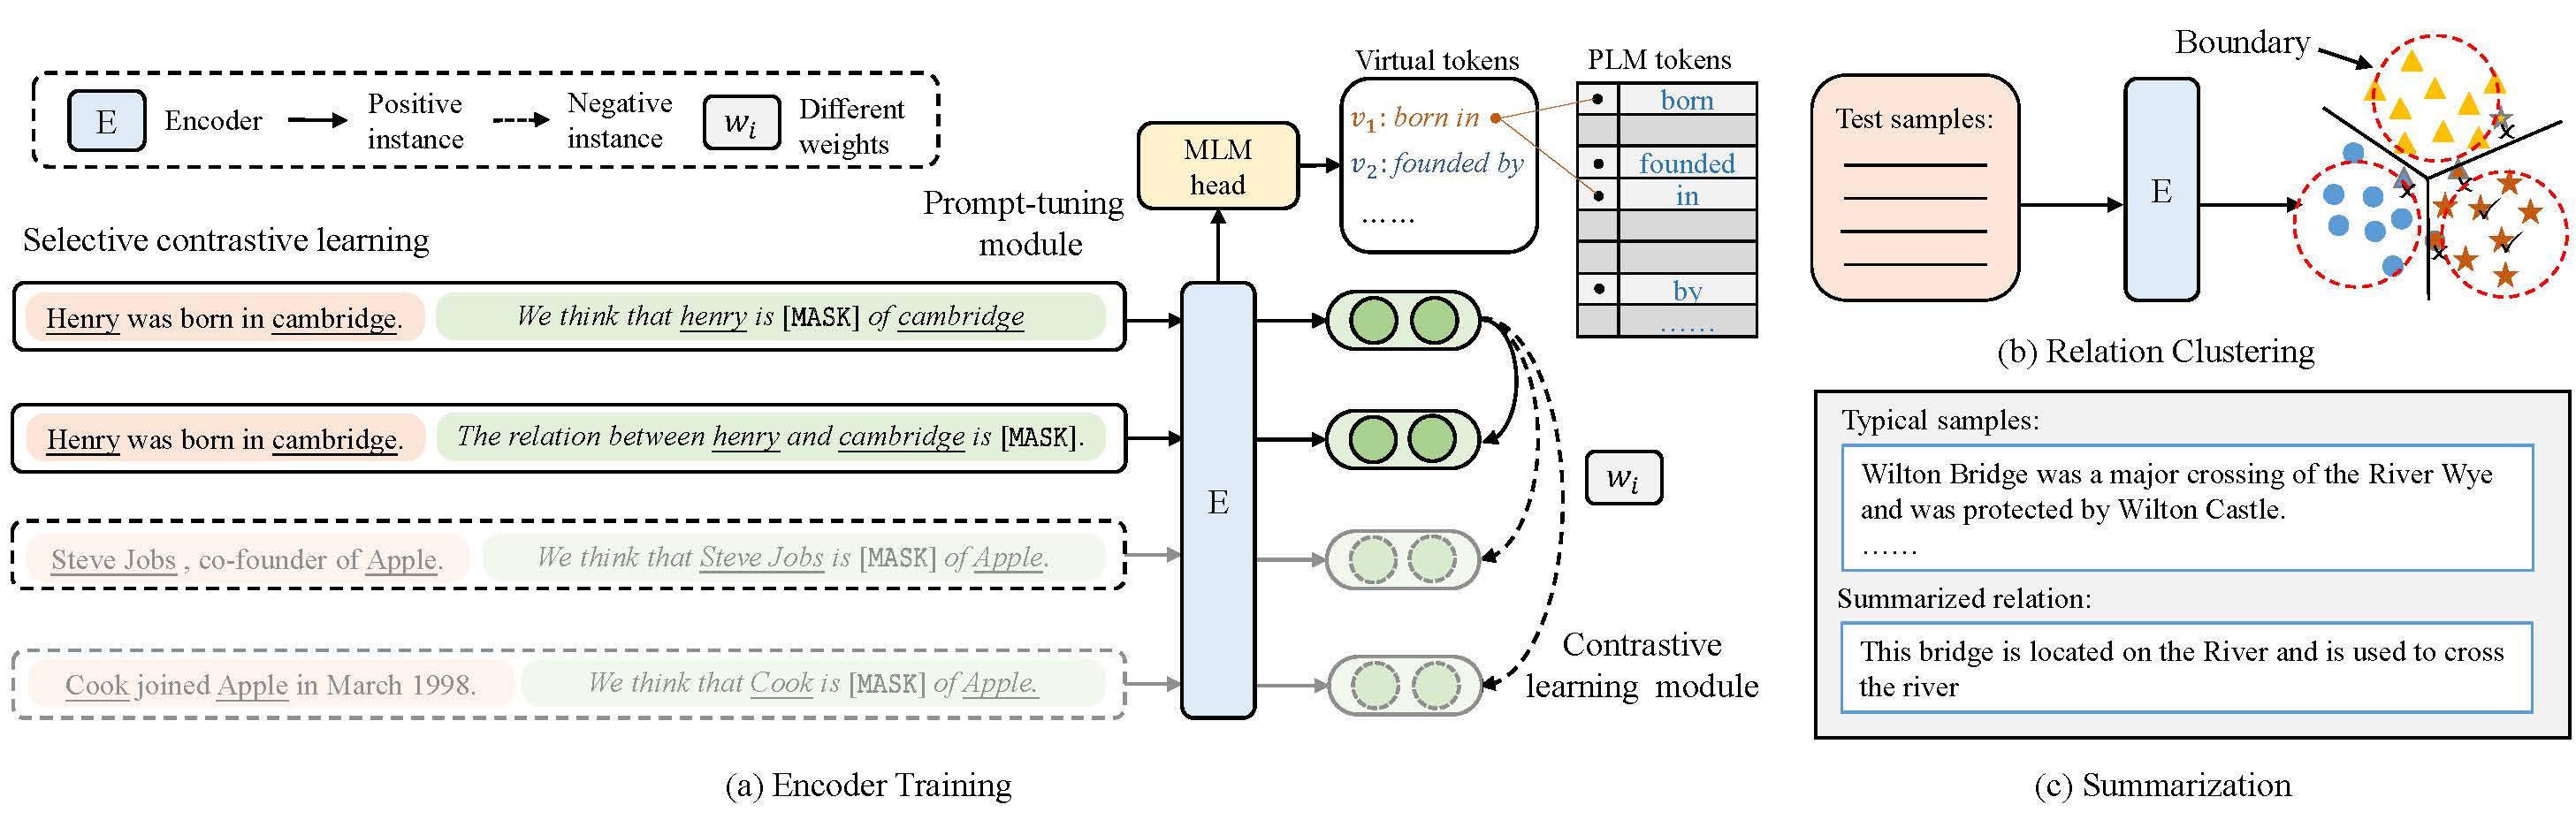 E
Encoder
Positive
instance
Negative
instance
wᵢ
Different
weights
Selective contrastive learning
Prompt-tuning
module
MLM
head
Virtual tokens
v₁: born in
v₂: founded by
……
PLM tokens
born
founded
in
by
……
Henry was born in cambridge.
We think that henry is [MASK] of cambridge
Henry was born in cambridge.
The relation between henry and cambridge is [MASK].
Steve Jobs , co-founder of Apple.
We think that Steve Jobs is [MASK] of Apple.
Cook joined Apple in March 1998.
We think that Cook is [MASK] of Apple.
E
wᵢ
Contrastive
learning module
(a) Encoder Training
Test samples:
E
Boundary
(b) Relation Clustering
Typical samples:
Wilton Bridge was a major crossing of the River Wye
and was protected by Wilton Castle.
……
Summarized relation:
This bridge is located on the River and is used to cross
the river
(c) Summarization